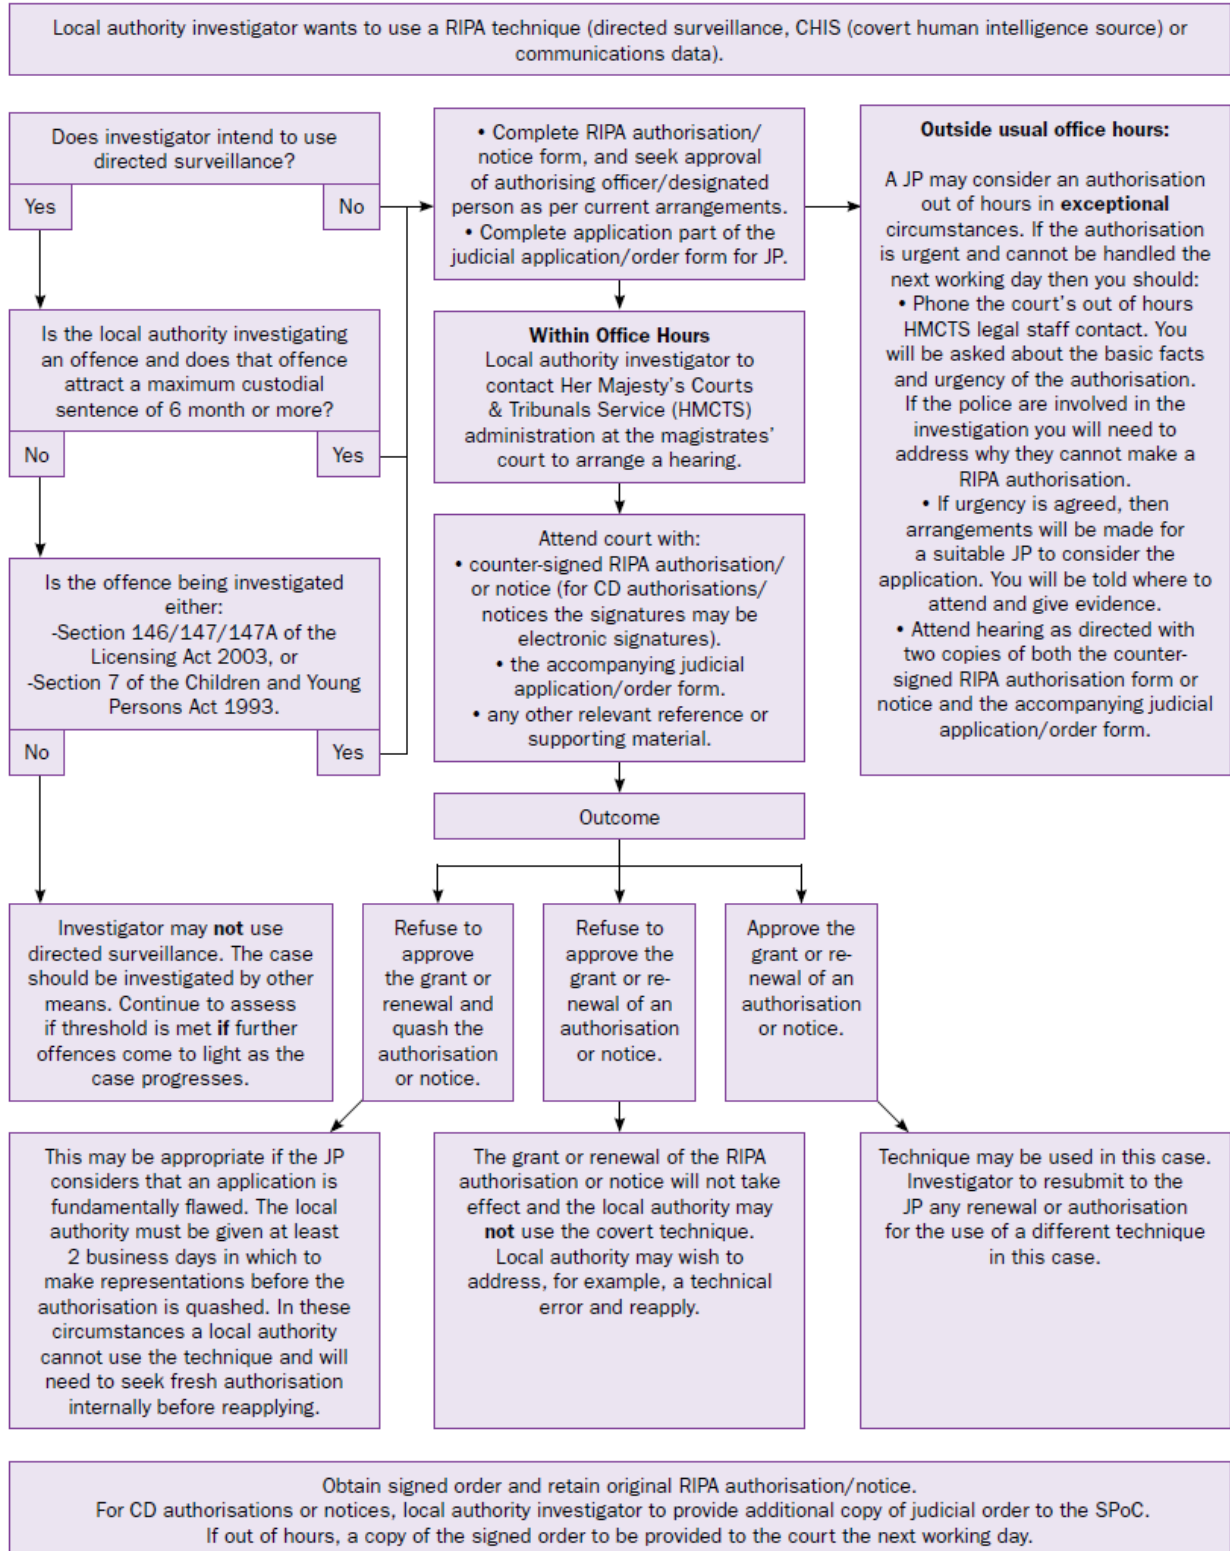 Local authority investigator wants to use a RIPA technique (directed surveillance, CHIS (covert human intelligence source) or
communications data).
Does investigator intend to use
directed surveillance?
Yes
No
Is the local authority investigating
an offence and does that offence
attract a maximum custodial
sentence of 6 month or more?
No
Yes
Is the offence being investigated
either:
-Section 146/147/147A of the
Licensing Act 2003, or
-Section 7 of the Children and Young
Persons Act 1993.
No
Yes
Investigator may not use
directed surveillance. The case
should be investigated by other
means. Continue to assess
if threshold is met if further
offences come to light as the
case progresses.
• Complete RIPA authorisation/
notice form, and seek approval
of authorising officer/designated
person as per current arrangements.
• Complete application part of the
judicial application/order form for JP.
Within Office Hours
Local authority investigator to
contact Her Majesty's Courts
& Tribunals Service (HMCTS)
administration at the magistrates'
court to arrange a hearing.
Attend court with:
• counter-signed RIPA authorisation/
or notice (for CD authorisations/
notices the signatures may be
electronic signatures).
• the accompanying judicial
application/order form.
• any other relevant reference or
supporting material.
Outside usual office hours:
A JP may consider an authorisation
out of hours in exceptional
circumstances. If the authorisation
is urgent and cannot be handled the
next working day then you should:
• Phone the court's out of hours
HMCTS legal staff contact. You
will be asked about the basic facts
and urgency of the authorisation.
If the police are involved in the
investigation you will need to
address why they cannot make a
RIPA authorisation.
• If urgency is agreed, then
arrangements will be made for
a suitable JP to consider the
application. You will be told where to
attend and give evidence.
• Attend hearing as directed with
two copies of both the counter-
signed RIPA authorisation form or
notice and the accompanying judicial
application/order form.
Outcome
Refuse to
approve
the grant or
renewal and
quash the
authorisation
or notice.
Refuse to
approve the
grant or re-
newal of an
authorisation
or notice.
Approve the
grant or re-
newal of an
authorisation
or notice.
This may be appropriate if the JP
considers that an application is
fundamentally flawed. The local
authority must be given at least
2 business days in which to
make representations before the
authorisation is quashed. In these
circumstances a local authority
cannot use the technique and will
need to seek fresh authorisation
internally before reapplying.
The grant or renewal of the RIPA
authorisation or notice will not take
effect and the local authority may
not use the covert technique.
Local authority may wish to
address, for example, a technical
error and reapply.
Technique may be used in this case.
Investigator to resubmit to the
JP any renewal or authorisation
for the use of a different technique
in this case.
Obtain signed order and retain original RIPA authorisation/notice.
For CD authorisations or notices, local authority investigator to provide additional copy of judicial order to the SPoC.
If out of hours, a copy of the signed order to be provided to the court the next working day.